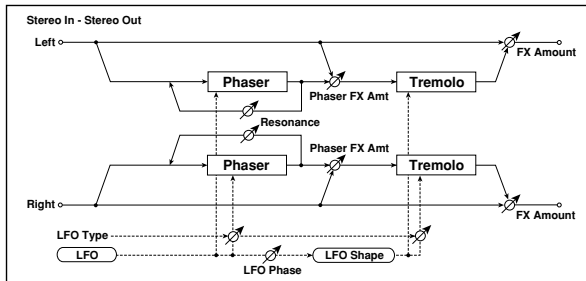 Stereo In - Stereo Out
Left
FX Amount
Phaser
Phaser FX Amt
Tremolo
Resonance
Phaser
Phaser FX Amt
Tremolo
Right
FX Amount
LFO Type
LFO
LFO Phase
LFO Shape